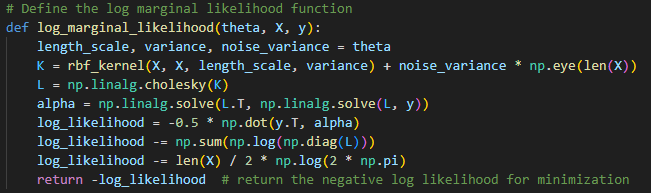 # Define the log marginal likelihood function
def log_marginal_likelihood(theta, X, y):
    length_scale, variance, noise_variance = theta
    K = rbf_kernel(X, X, length_scale, variance) + noise_variance * np.eye(len(X))
    L = np.linalg.cholesky(K)
    alpha = np.linalg.solve(L.T, np.linalg.solve(L, y))
    log_likelihood = -0.5 * np.dot(y.T, alpha)
    log_likelihood -= np.sum(np.log(np.diag(L)))
    log_likelihood -= len(X) / 2 * np.log(2 * np.pi)
    return -log_likelihood  # return the negative log likelihood for minimization